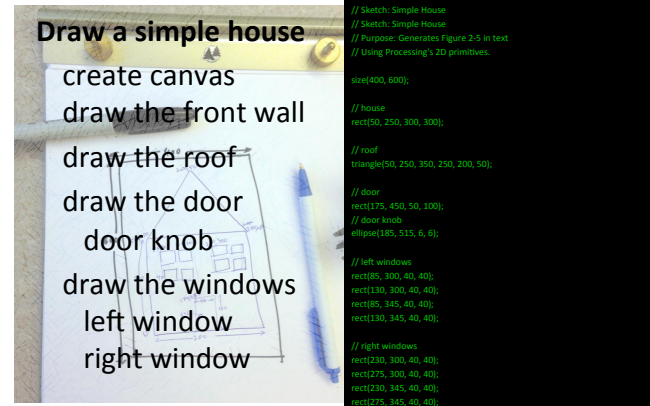 Draw a simple house
create canvas
draw the front wall
draw the roof
draw the door
door knob
draw the windows
left window
right window
// Sketch: Simple House
// Sketch: Simple House
// Purpose: Generates Figure 2-5 in text
// Using Processing's 2D primitives.
size(400, 600);
// house
rect(50, 250, 300, 300);
// roof
triangle(50, 250, 350, 250, 200, 50);
// door
rect(175, 450, 50, 100);
// door knob
ellipse(185, 515, 6, 6);
// left windows
rect(85, 300, 40, 40);
rect(130, 300, 40, 40);
rect(85, 345, 40, 40);
rect(130, 345, 40, 40);
// right windows
rect(230, 300, 40, 40);
rect(275, 300, 40, 40);
rect(230, 345, 40, 40);
rect(275, 345, 40, 40);